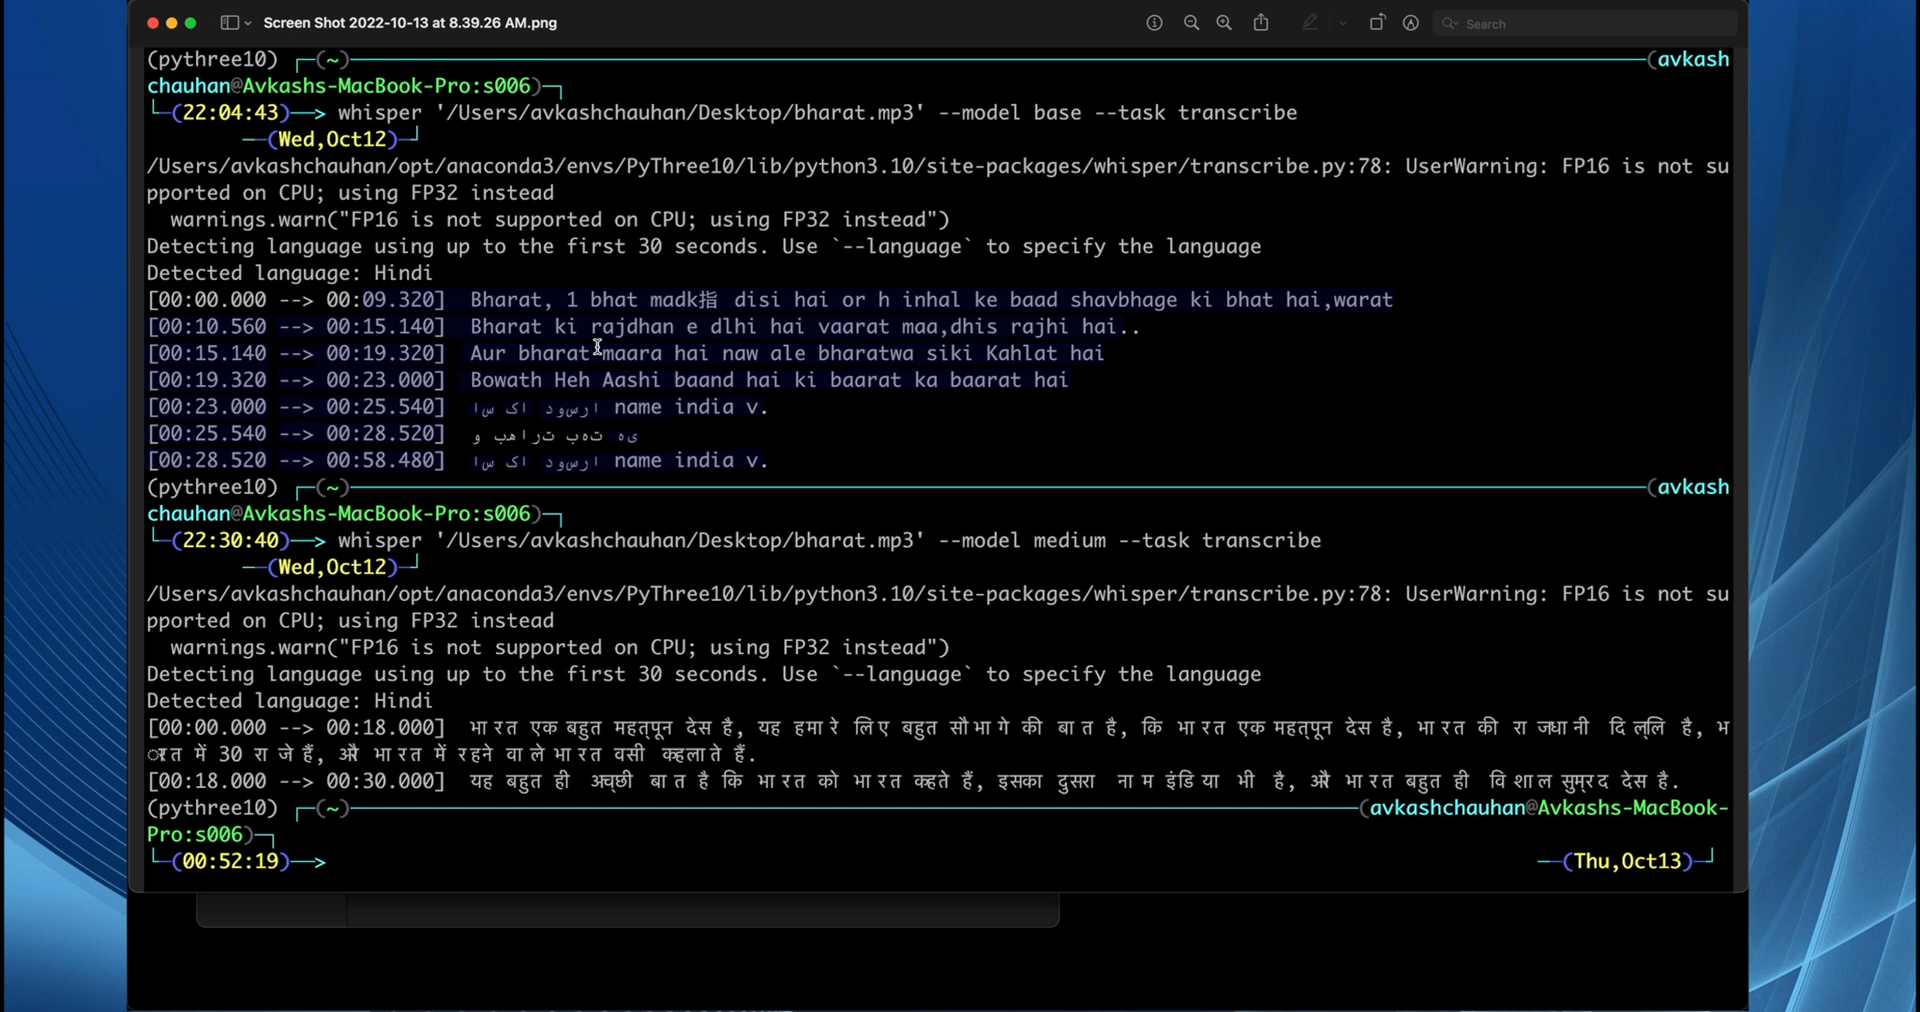 Screen Shot 2022-10-13 at 8.39.26 AM.png
Search
(pythree10) (~) (avkash
chauhan@Avkashs-MacBook-Pro:s006)
(22:04:43)—> whisper '/Users/avkashchauhan/Desktop/bharat.mp3' --model base --task transcribe
(Wed,Oct12)
/Users/avkashchauhan/opt/anaconda3/envs/PyThree10/lib/python3.10/site-packages/whisper/transcribe.py:78: UserWarning: FP16 is not su
pported on CPU; using FP32 instead
warnings.warn("FP16 is not supported on CPU; using FP32 instead")
Detecting language using up to the first 30 seconds. Use `--language` to specify the language
Detected language: Hindi
[00:00.000 --> 00:09.320] Bharat, 1 bhat madk指 disi hai or h inhal ke baad shavbhage ki bhat hai,warat
[00:10.560 --> 00:15.140] Bharat ki rajdhan e dlhi hai vaarat maa,dhis rajhi hai..
[00:15.140 --> 00:19.320] Aur bharat maara hai naw ale bharatwa siki Kahlat hai
[00:19.320 --> 00:23.000] Bowath Heh Aashi baand hai ki baarat ka baarat hai
[00:23.000 --> 00:25.540] اس کا دوسرا name india v.
[00:25.540 --> 00:28.520] و بھارت بہت ہی
[00:28.520 --> 00:58.480] اس کا دوسرا name india v.
(pythree10) (~) (avkash
chauhan@Avkashs-MacBook-Pro:s006)
(22:30:40)—> whisper '/Users/avkashchauhan/Desktop/bharat.mp3' --model medium --task transcribe
(Wed,Oct12)
/Users/avkashchauhan/opt/anaconda3/envs/PyThree10/lib/python3.10/site-packages/whisper/transcribe.py:78: UserWarning: FP16 is not su
pported on CPU; using FP32 instead
warnings.warn("FP16 is not supported on CPU; using FP32 instead")
Detecting language using up to the first 30 seconds. Use `--language` to specify the language
Detected language: Hindi
[00:00.000 --> 00:18.000] भारत एक बहुत महत्पून देस है, यह हमारे लिए बहुत सौभागे की बात है, कि भारत एक महत्पून देस है, भारत की राजधानी दिल्लि है, भ
ारत में 30 राजे हैं, और भारत में रहने वाले भारत वसी कहलाते हैं.
[00:18.000 --> 00:30.000] यह बहुत ही अच्छी बात है कि भारत को भारत कहते हैं, इसका दुसरा नाम इंडिया भी है, और भारत बहुत ही विशाल सुम्रद देस है.
(pythree10) (~) (avkashchauhan@Avkashs-MacBook-
Pro:s006)
(00:52:19)—> (Thu,Oct13)